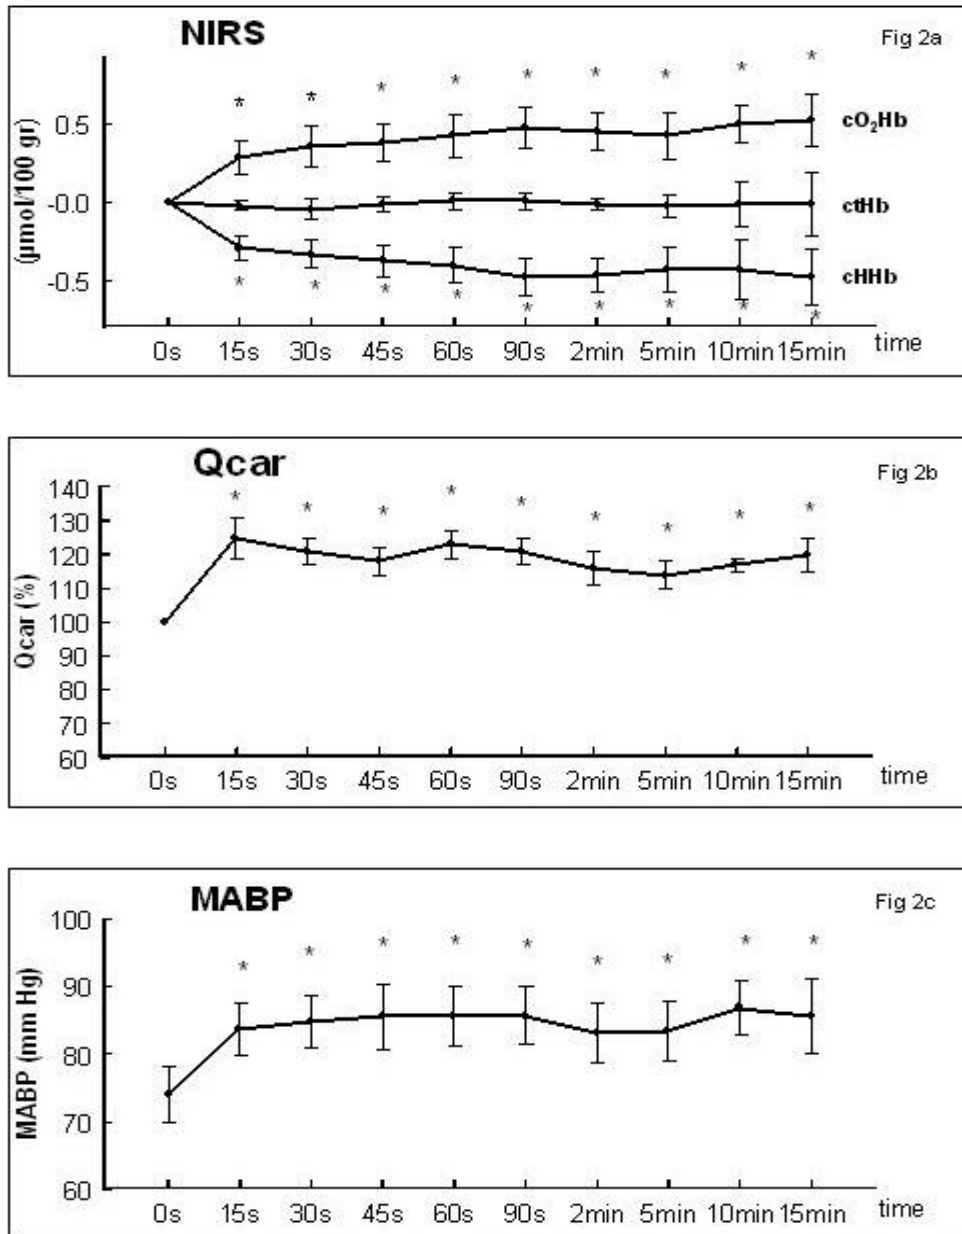 NIRS
Fig 2a
(µmol/100 gr)
0.5
-0.0
-0.5
* * * * * * * * *
* * * * * * * * *
cO₂Hb
ctHb
cHHb
0s 15s 30s 45s 60s 90s 2min 5min 10min 15min time
Qcar
Fig 2b
Qcar (%)
140
130
120
110
100
90
80
70
60
* * * * * * * * *
0s 15s 30s 45s 60s 90s 2min 5min 10min 15min time
MABP
Fig 2c
MABP (mm Hg)
100
90
80
70
60
* * * * * * * * *
0s 15s 30s 45s 60s 90s 2min 5min 10min 15min time